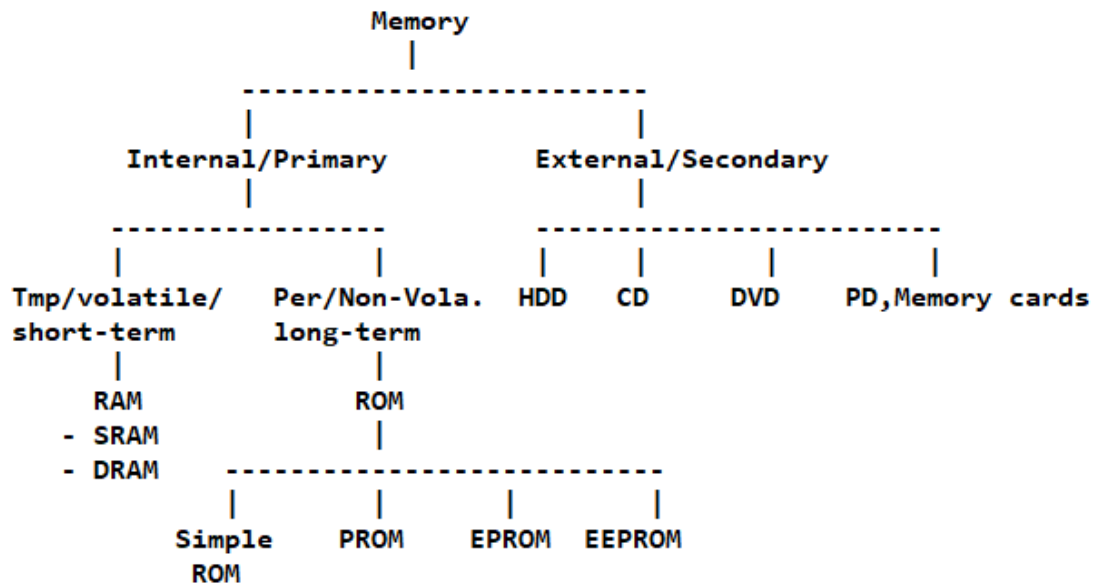 Memory
Internal/Primary External/Secondary
Tmp/volatile/ Per/Non-Vola. HDD CD DVD PD,Memory cards
short-term long-term
RAM ROM
- SRAM
- DRAM
Simple PROM EPROM EEPROM
ROM